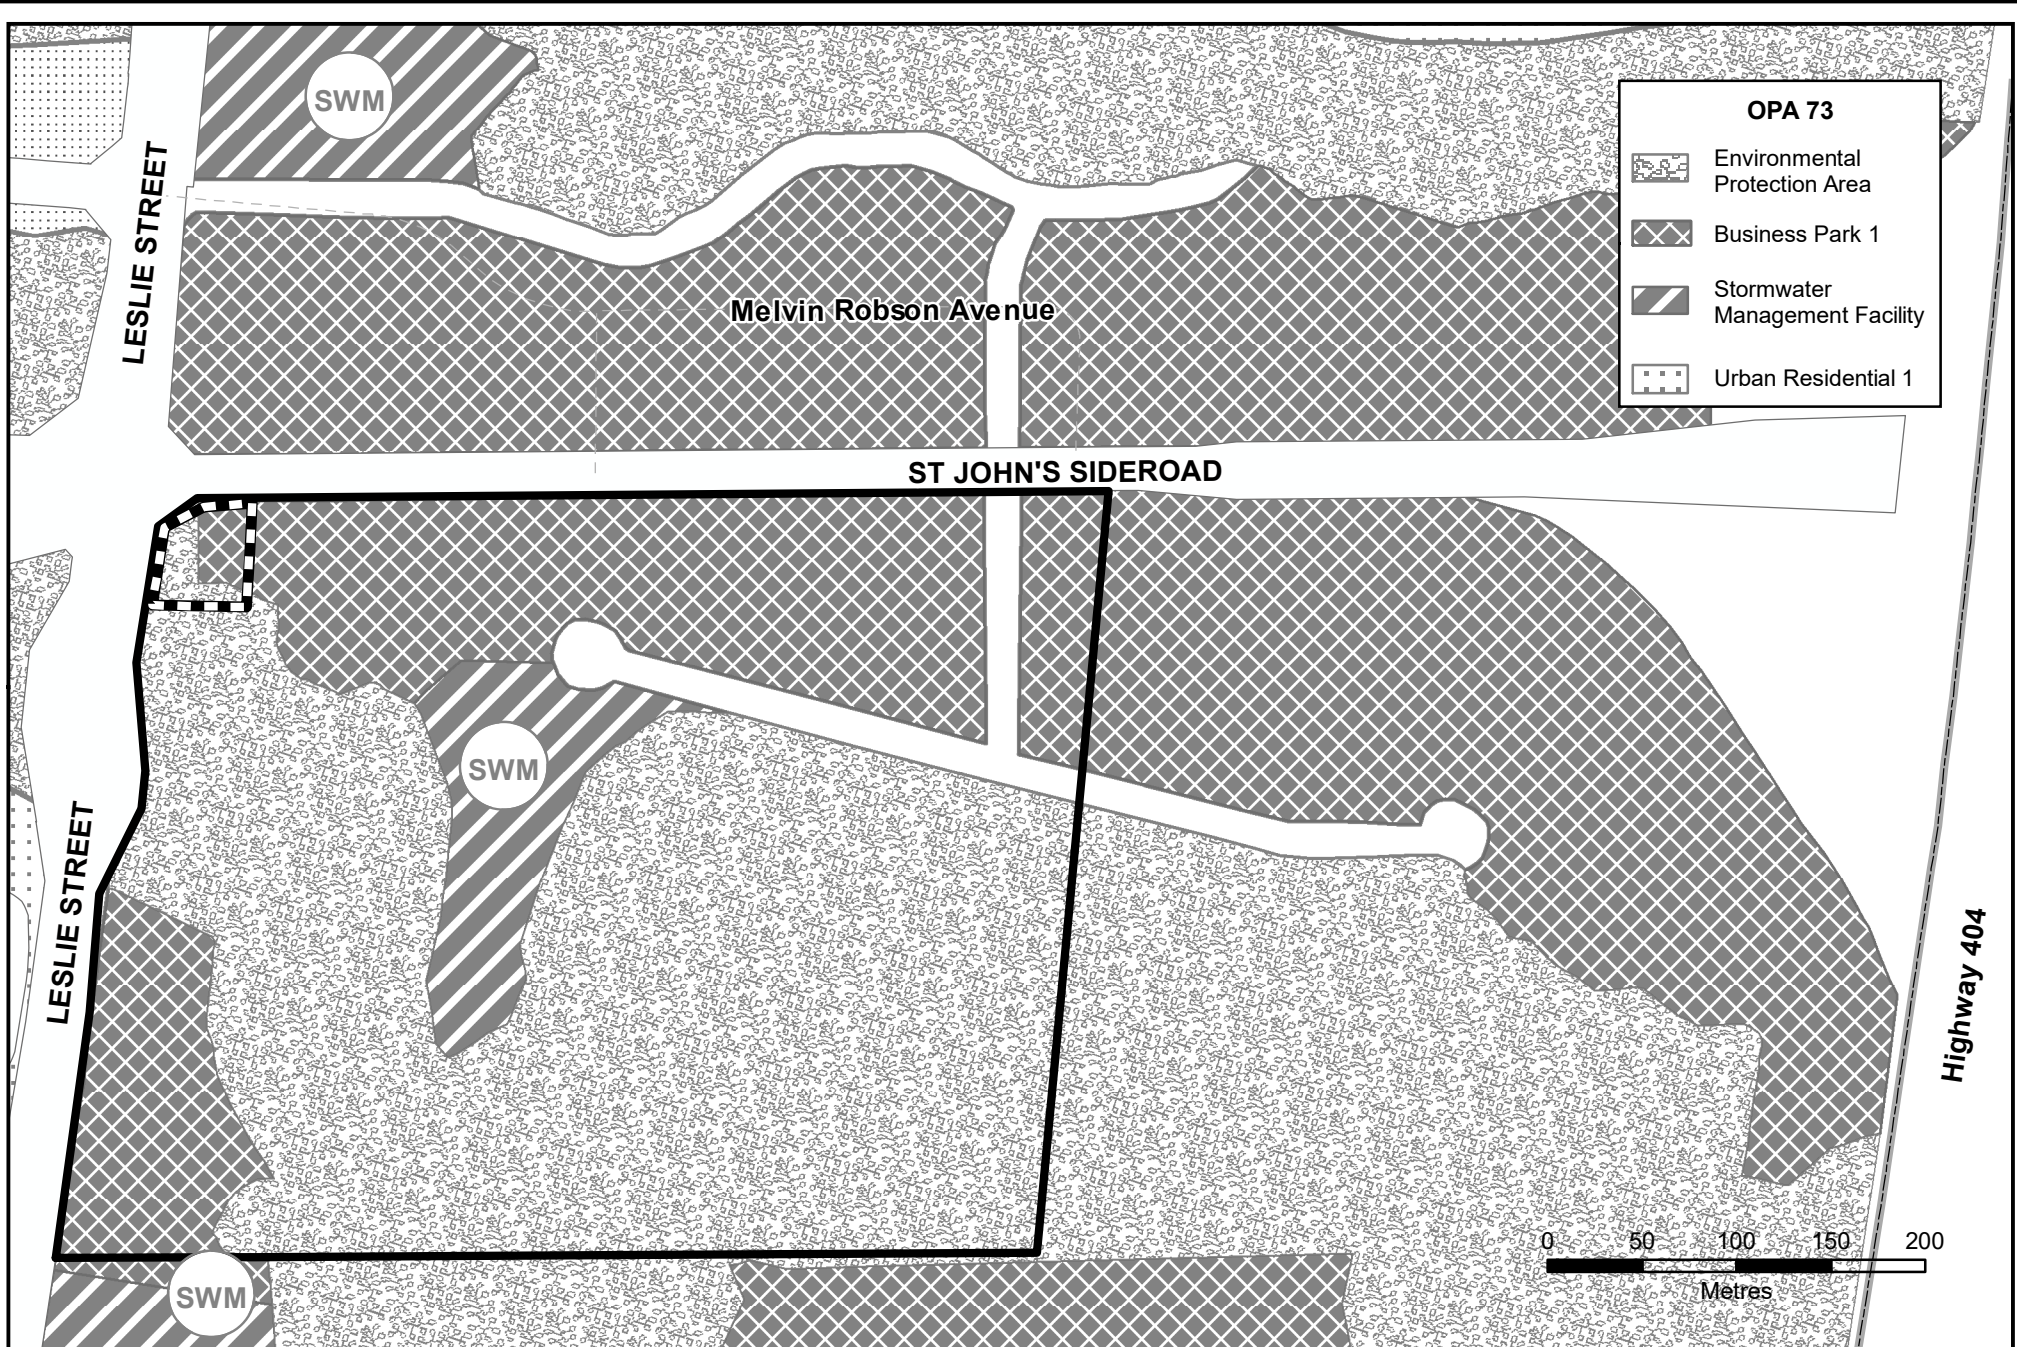 SWM
OPA 73
Environmental
Protection Area
Business Park 1
Stormwater
Management Facility
Urban Residential 1
LESLIE STREET
Melvin Robson Avenue
ST JOHN'S SIDEROAD
SWM
LESLIE STREET
Highway 404
SWM
0 50 100 150 200
Metres